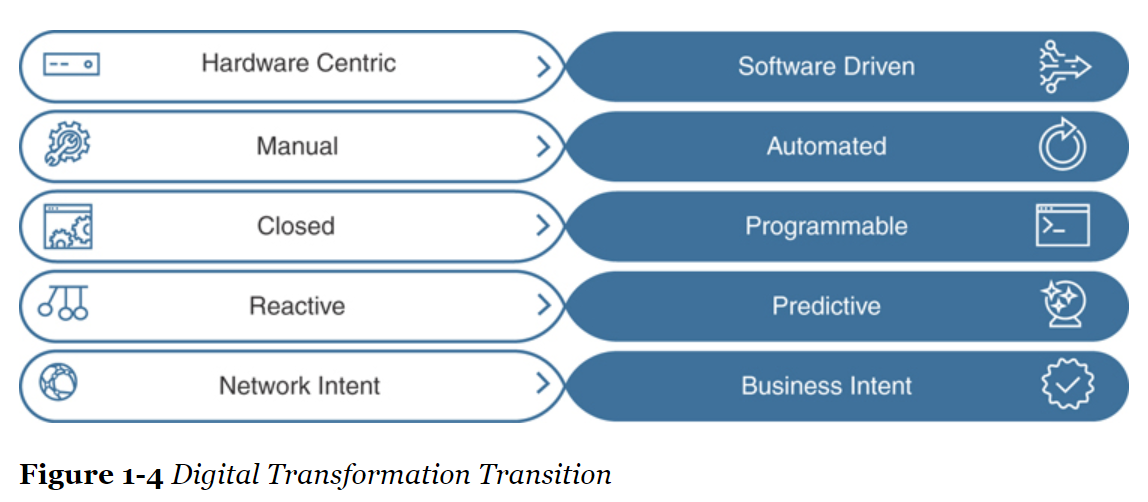 Hardware Centric Software Driven
Manual Automated
Closed Programmable
Reactive Predictive
Network Intent Business Intent
Figure 1-4 Digital Transformation Transition